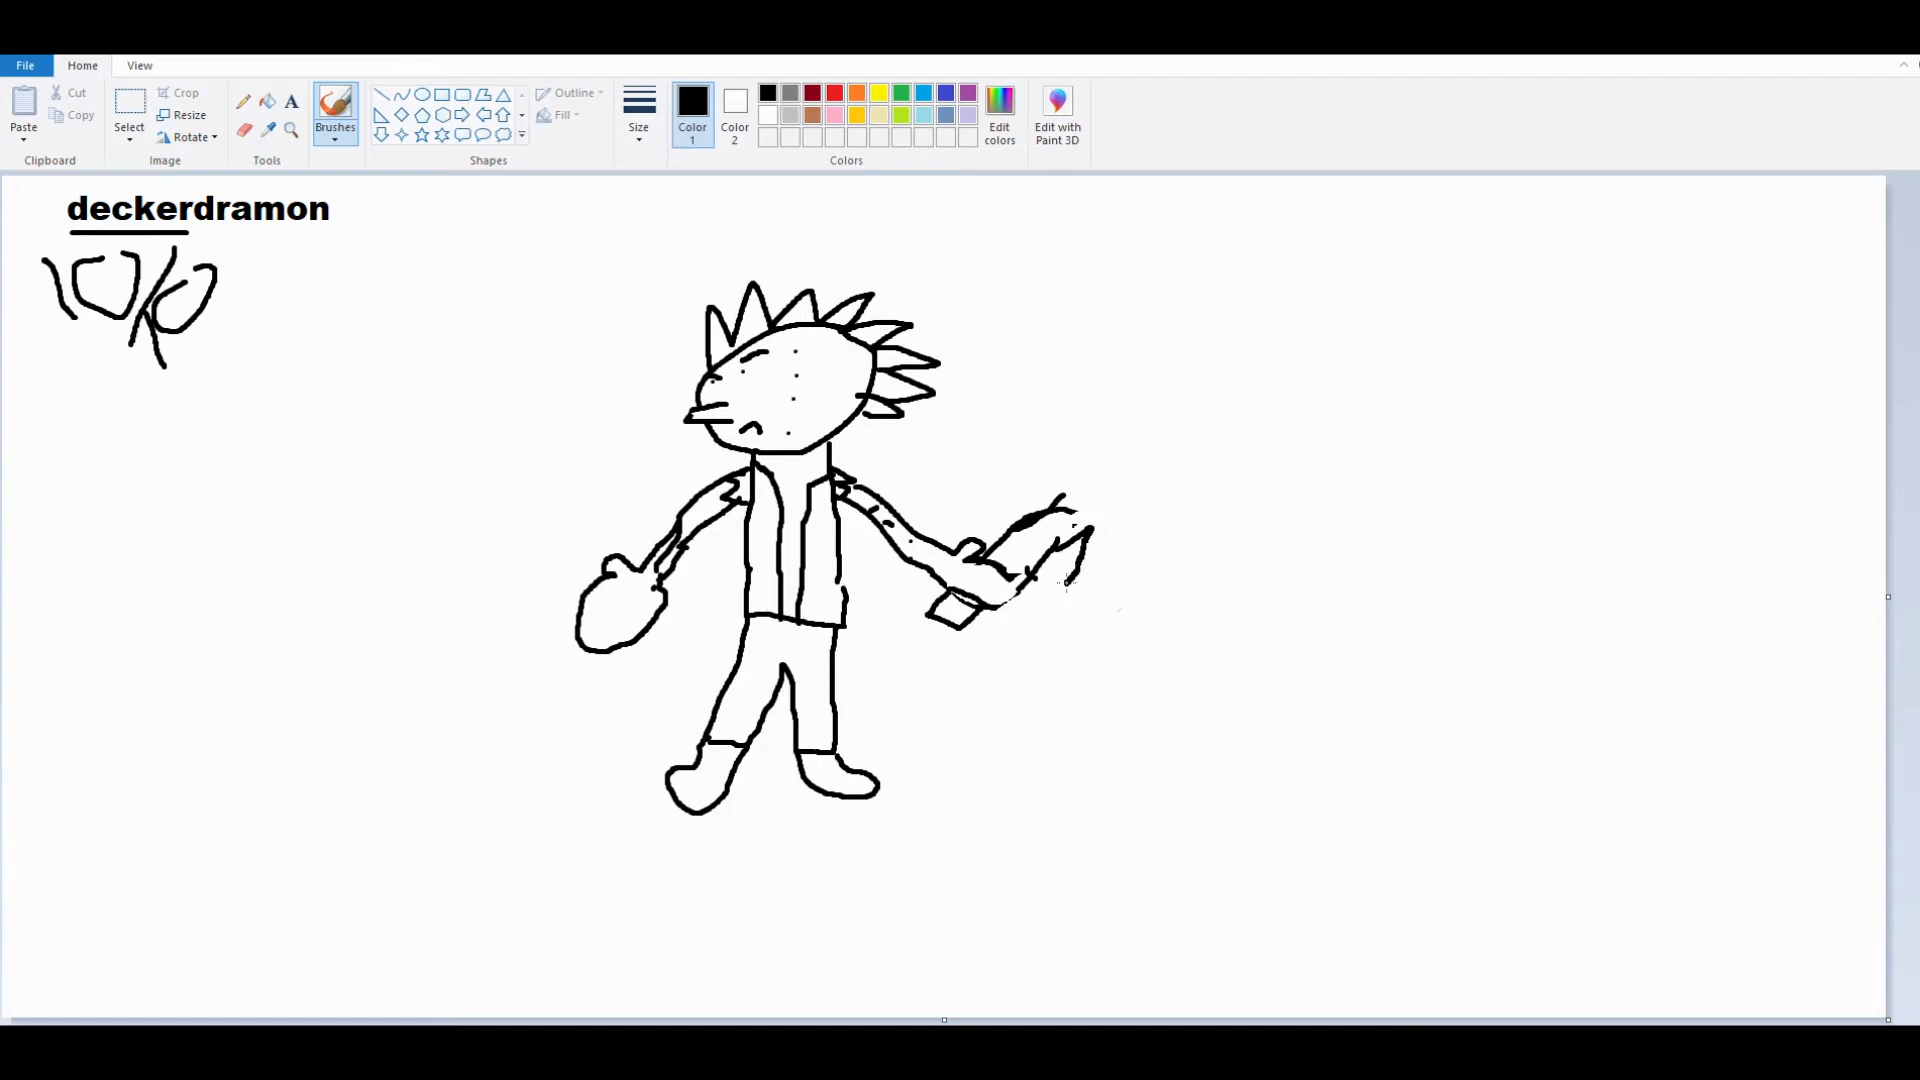 File Home View
Paste Cut Copy Select Crop Resize Rotate A Brushes Outline Fill Size Color 1 Color 2 Edit colors Edit with Paint 3D
Clipboard Image Tools Shapes Colors
deckerdramon